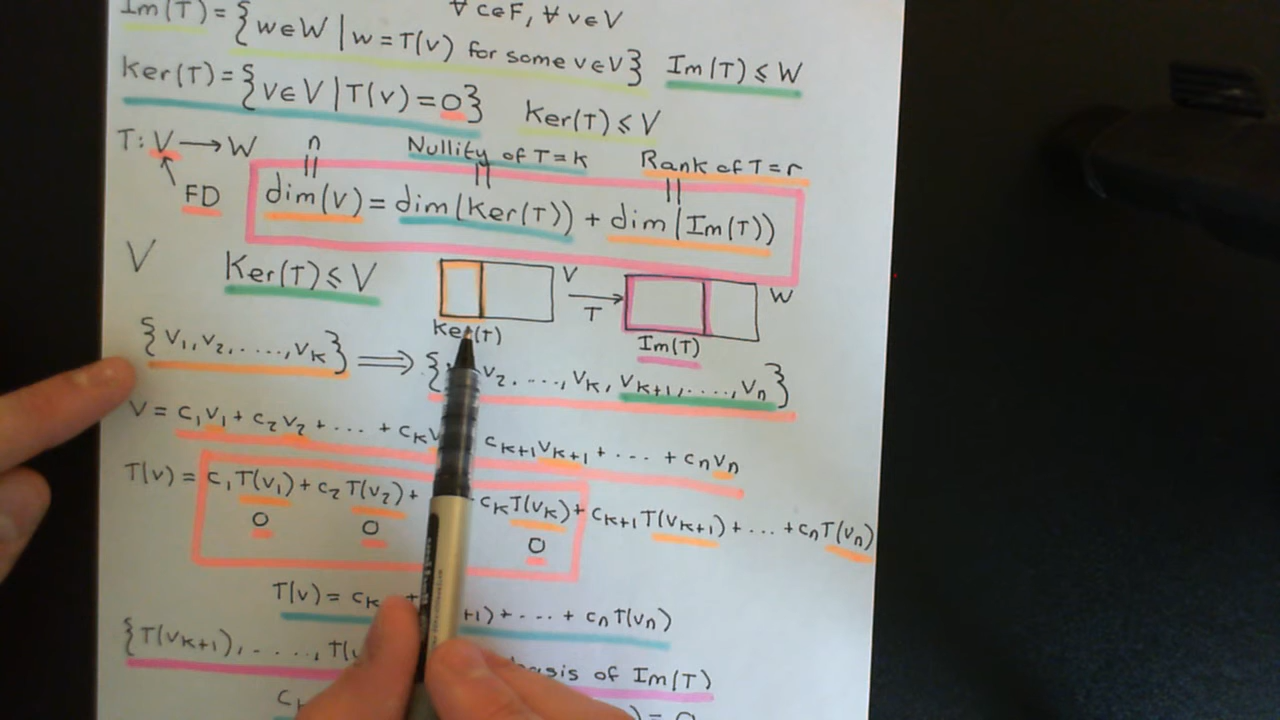 Im(T) = {w∈W | w = T(v) for some v∈V} Im(T) ≤ W
∀ c∈F, ∀ v∈V
Ker(T) = {v∈V | T(v) = 0} Ker(T) ≤ V
T: V → W
FD
n
Nullity of T = k
Rank of T = r
dim(V) = dim(Ker(T)) + dim(Im(T))
V Ker(T) ≤ V
V
T
W
Ker(T)
Im(T)
{v₁, v₂, ...., vₖ} ⟹ { v₂, ...., vₖ, vₖ₊₁, ...., vₙ}
V = c₁v₁ + c₂v₂ + .... + cₖv cₖ₊₁vₖ₊₁ + .... + cₙvₙ
T(v) = c₁T(v₁) + c₂T(v₂) + cₖT(vₖ) + cₖ₊₁T(vₖ₊₁) + ... + cₙT(vₙ)
0 0 0
T(v) = cₖ + ₊₁) + ... + cₙT(vₙ)
{T(vₖ₊₁), ...., T(v basis of Im(T)
) = 0